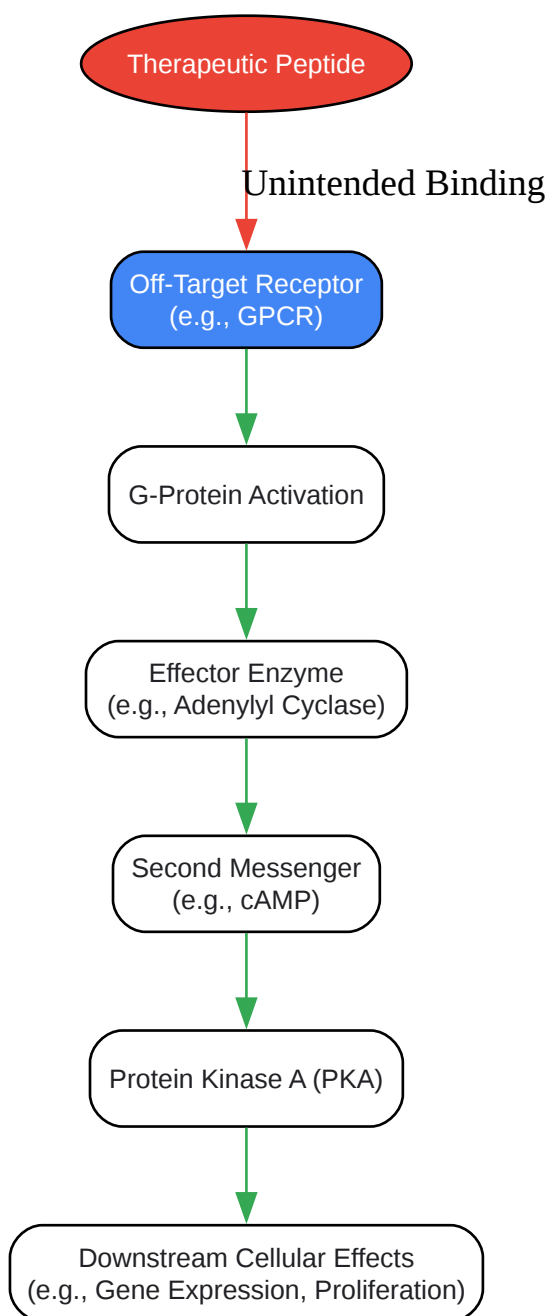 Therapeutic Peptide
Unintended Binding
Off-Target Receptor
(e.g., GPCR)
G-Protein Activation
Effector Enzyme
(e.g., Adenylyl Cyclase)
Second Messenger
(e.g., cAMP)
Protein Kinase A (PKA)
Downstream Cellular Effects
(e.g., Gene Expression, Proliferation)